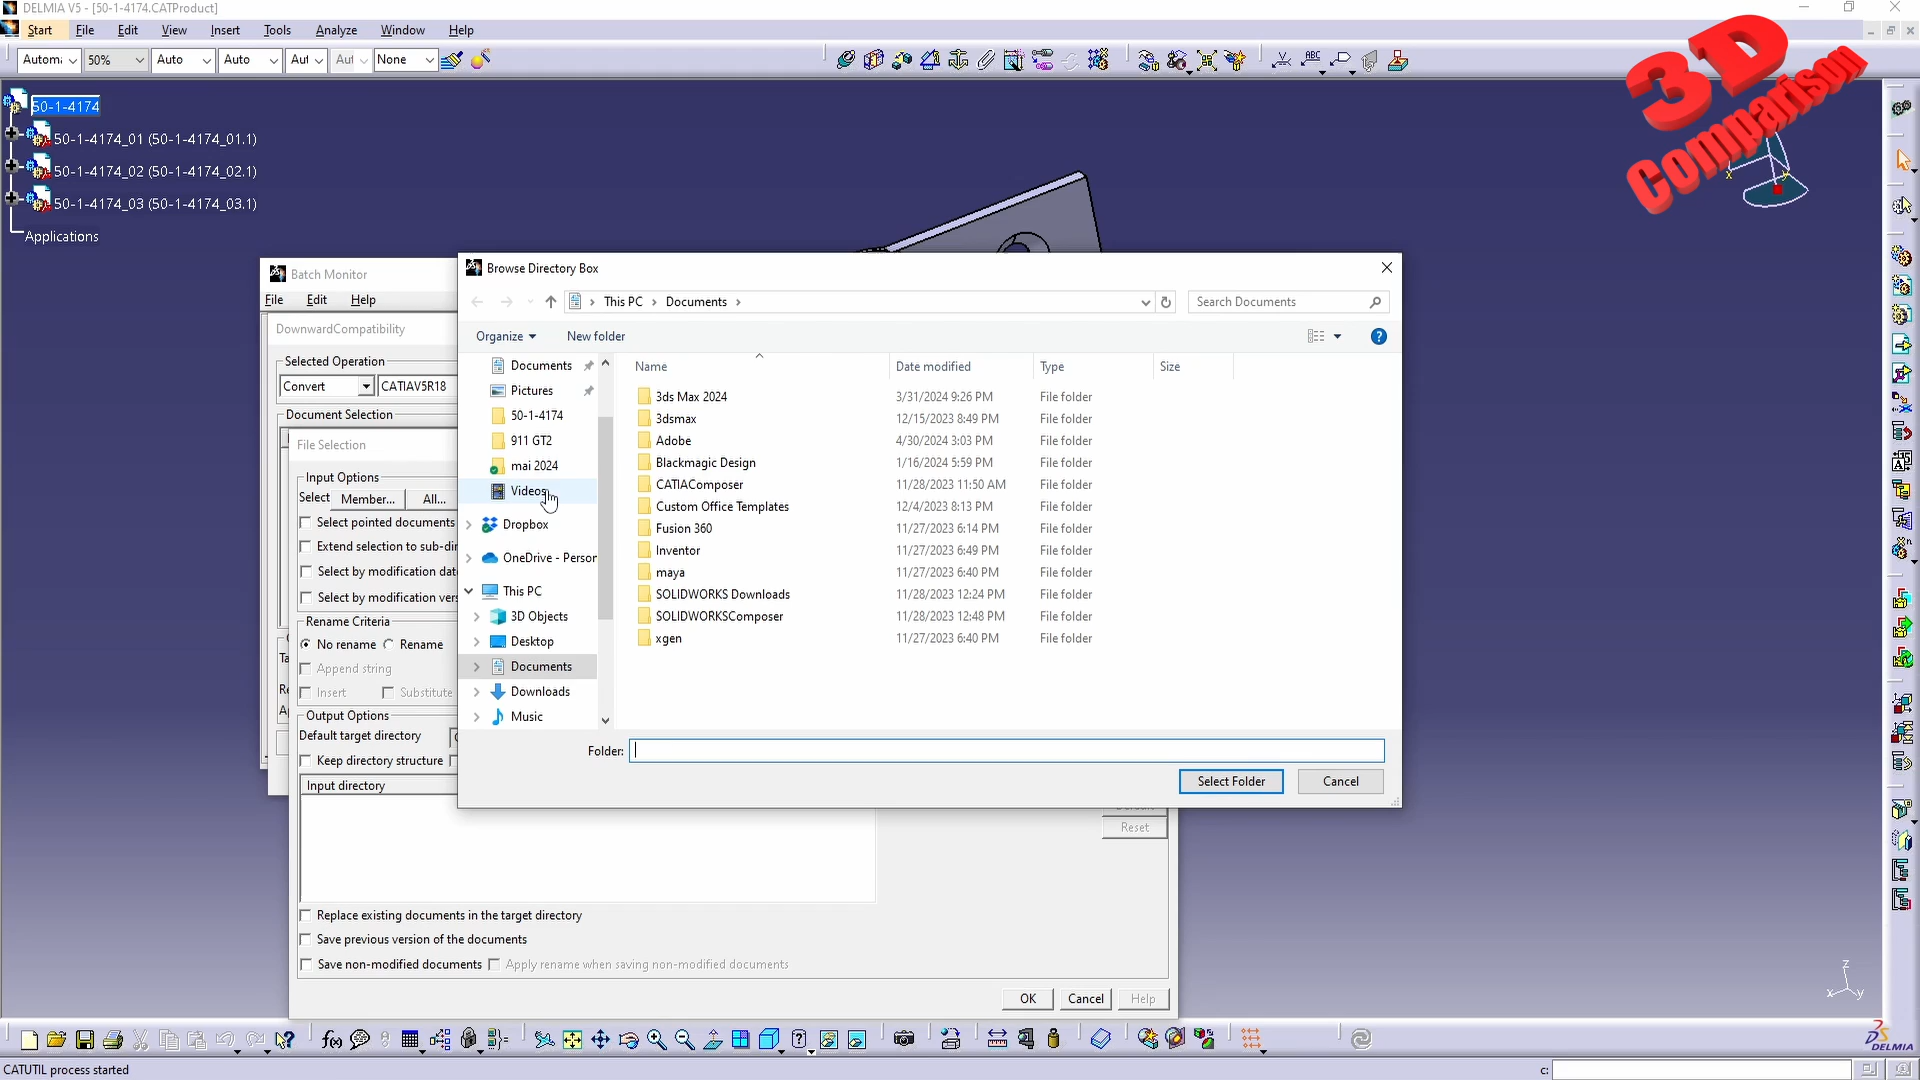 DELMIA V5 - [50-1-4174.CATProduct]
Start File Edit View Insert Tools Analyze Window Help
Autom 50% Auto Auto Aut Aut None
3D
Comparison
50-1-4174
50-1-4174_01 (50-1-4174_01.1)
50-1-4174_02 (50-1-4174_02.1)
50-1-4174_03 (50-1-4174_03.1)
Applications
Batch Monitor
File Edit Help
DownwardCompatibility
Selected Operation
Convert CATIAV5R18
Document Selection
File Selection
Input Options
Select Member... All...
Select pointed documents
Extend selection to sub-dir
Select by modification dat
Select by modification vers
Rename Criteria
No rename Rename
Append string
Insert Substitute
Output Options
Default target directory
Keep directory structure
Input directory
Reset
Replace existing documents in the target directory
Save previous version of the documents
Save non-modified documents Apply rename when saving non-modified documents
OK Cancel Help
Browse Directory Box
This PC > Documents >
Search Documents
Organize New folder
Documents
Pictures
50-1-4174
911 GT2
mai 2024
Videos
Dropbox
OneDrive - Person
This PC
3D Objects
Desktop
Documents
Downloads
Music
Name Date modified Type Size
3ds Max 2024 3/31/2024 9:26 PM File folder
3dsmax 12/15/2023 8:49 PM File folder
Adobe 4/30/2024 3:03 PM File folder
Blackmagic Design 1/16/2024 5:59 PM File folder
CATIAComposer 11/28/2023 11:50 AM File folder
Custom Office Templates 12/4/2023 8:13 PM File folder
Fusion 360 11/27/2023 6:14 PM File folder
Inventor 11/27/2023 6:49 PM File folder
maya 11/27/2023 6:40 PM File folder
SOLIDWORKS Downloads 11/28/2023 12:24 PM File folder
SOLIDWORKSComposer 11/28/2023 12:48 PM File folder
xgen 11/27/2023 6:40 PM File folder
Folder:
Select Folder Cancel
z
x y
DELMIA
CATUTIL process started
c: